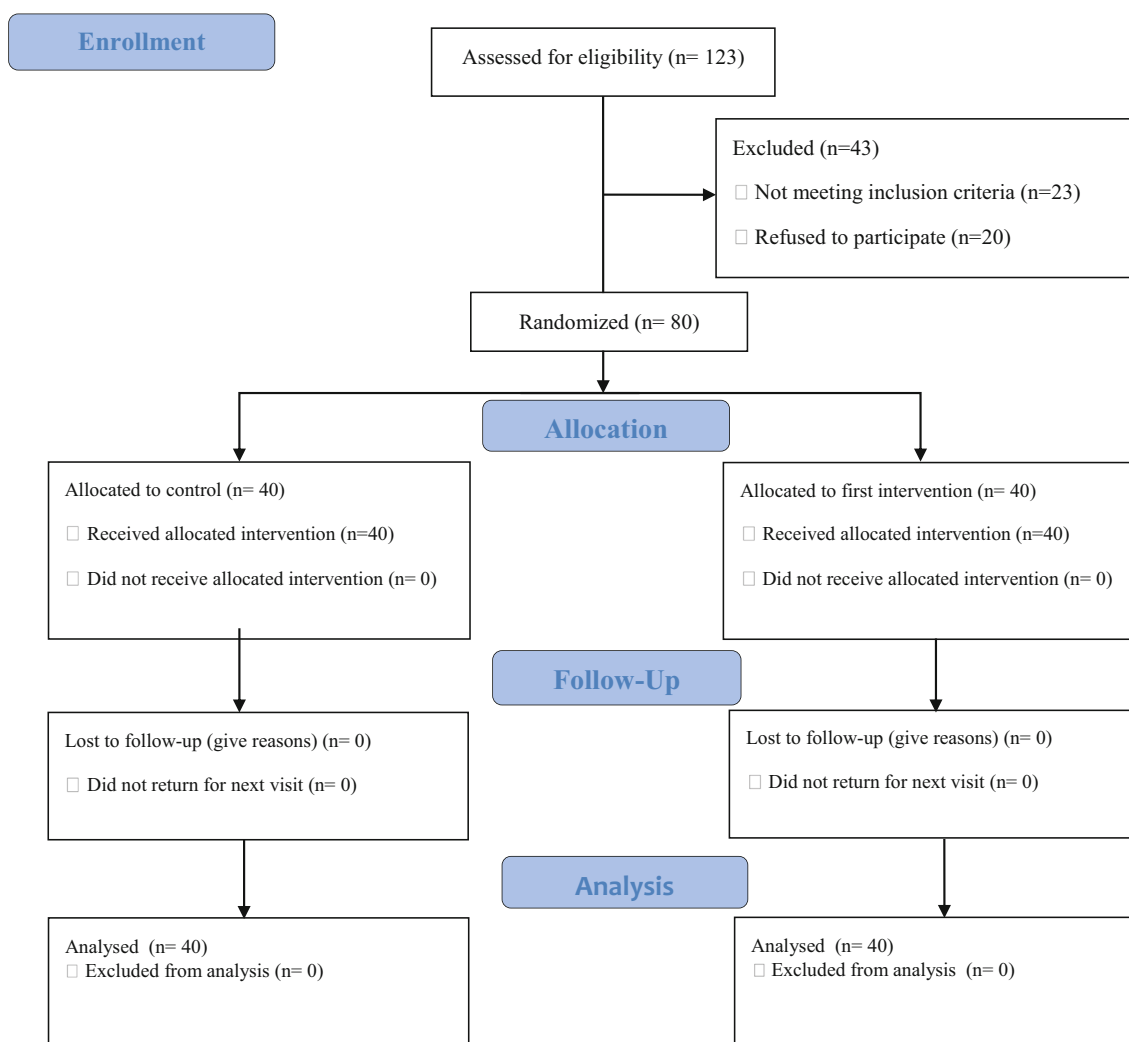 Enrollment
Assessed for eligibility (n= 123)
Excluded (n=43)
□ Not meeting inclusion criteria (n=23)
□ Refused to participate (n=20)
Randomized (n= 80)
Allocation
Allocated to control (n= 40)
□ Received allocated intervention (n=40)
□ Did not receive allocated intervention (n= 0)
Allocated to first intervention (n= 40)
□ Received allocated intervention (n=40)
□ Did not receive allocated intervention (n= 0)
Follow-Up
Lost to follow-up (give reasons) (n= 0)
□ Did not return for next visit (n= 0)
Lost to follow-up (give reasons) (n= 0)
□ Did not return for next visit (n= 0)
Analysis
Analysed (n= 40)
□ Excluded from analysis (n= 0)
Analysed (n= 40)
□ Excluded from analysis (n= 0)